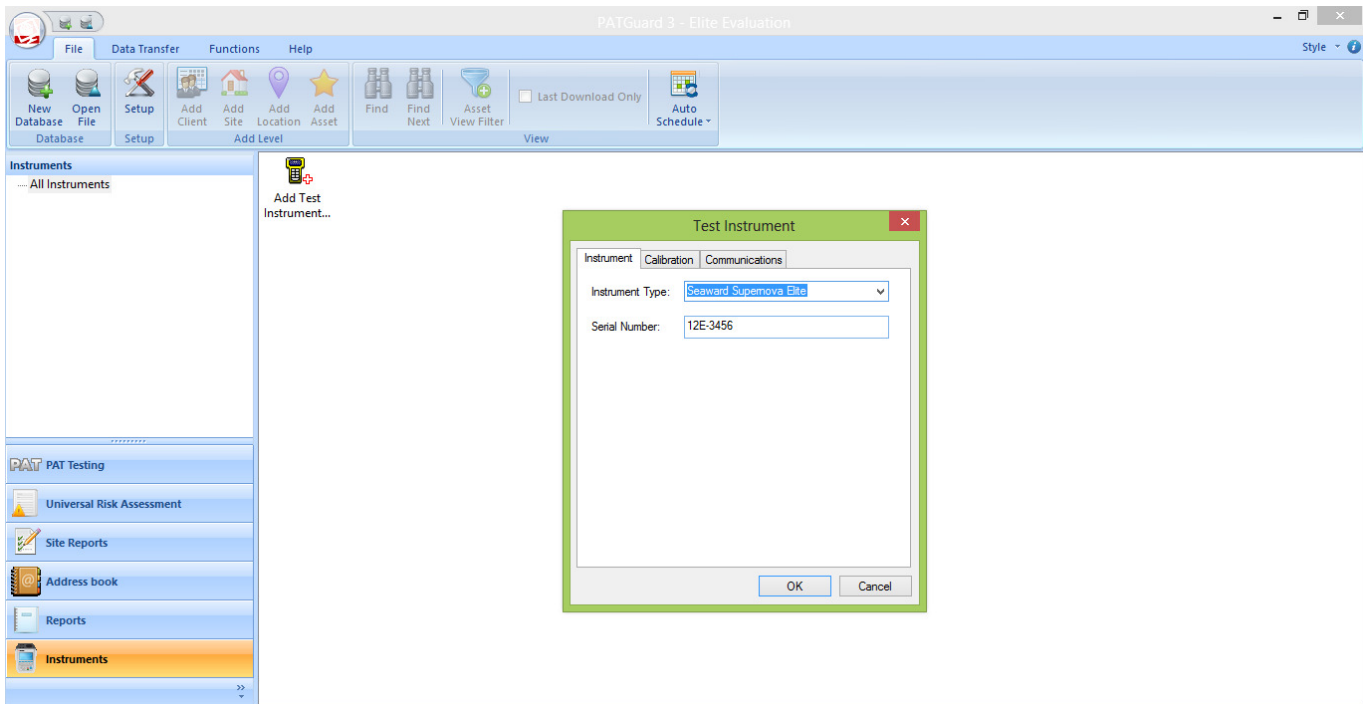 PATGuard 3 - Elite Evaluation
File Data Transfer Functions Help Style
New Database
Open File
Setup
Add Client
Add Site
Add Location
Add Asset
Find
Find Next
Asset View Filter
Last Download Only
Auto Schedule
Database Setup Add Level View
Instruments
All Instruments
Add Test
Instrument...
Test Instrument
Instrument Calibration Communications
Instrument Type: Seaward Supernova Elite
Serial Number: 12E-3456
OK Cancel
PAT PAT Testing
Universal Risk Assessment
Site Reports
Address book
Reports
Instruments